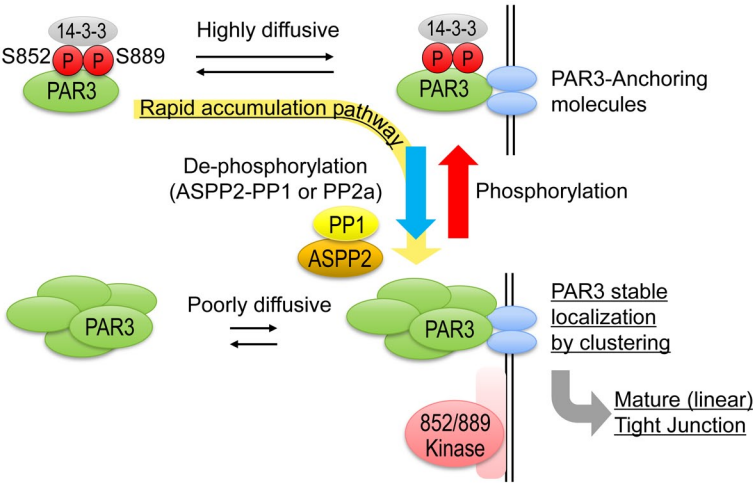 14-3-3
S852
P
P
S889
PAR3
Highly diffusive
14-3-3
P
P
PAR3
PAR3-Anchoring
molecules
Rapid accumulation pathway
De-phosphorylation
(ASPP2-PP1 or PP2a)
Phosphorylation
PP1
ASPP2
PAR3
Poorly diffusive
PAR3
PAR3 stable
localization
by clustering
852/889
Kinase
Mature (linear)
Tight Junction